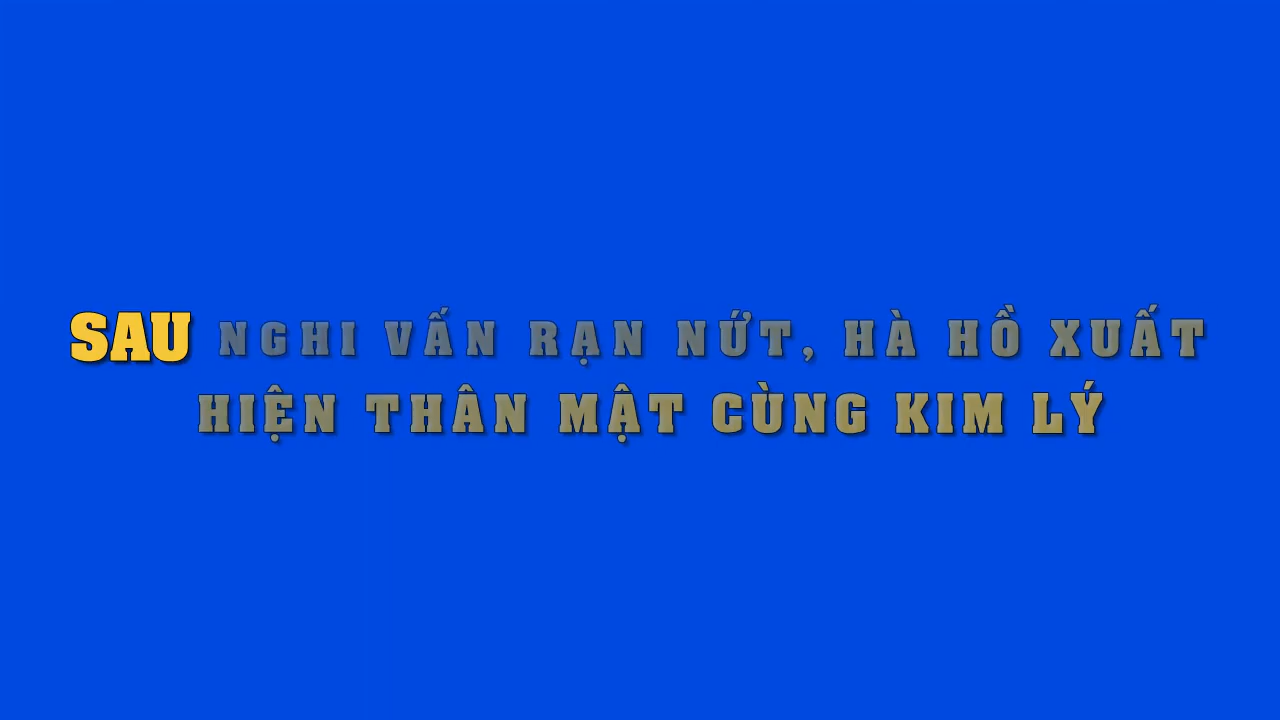 SAU NGHI VẤN RẠN NỨT, HÀ HỒ XUẤT
HIỆN THÂN MẬT CÙNG KIM LÝ